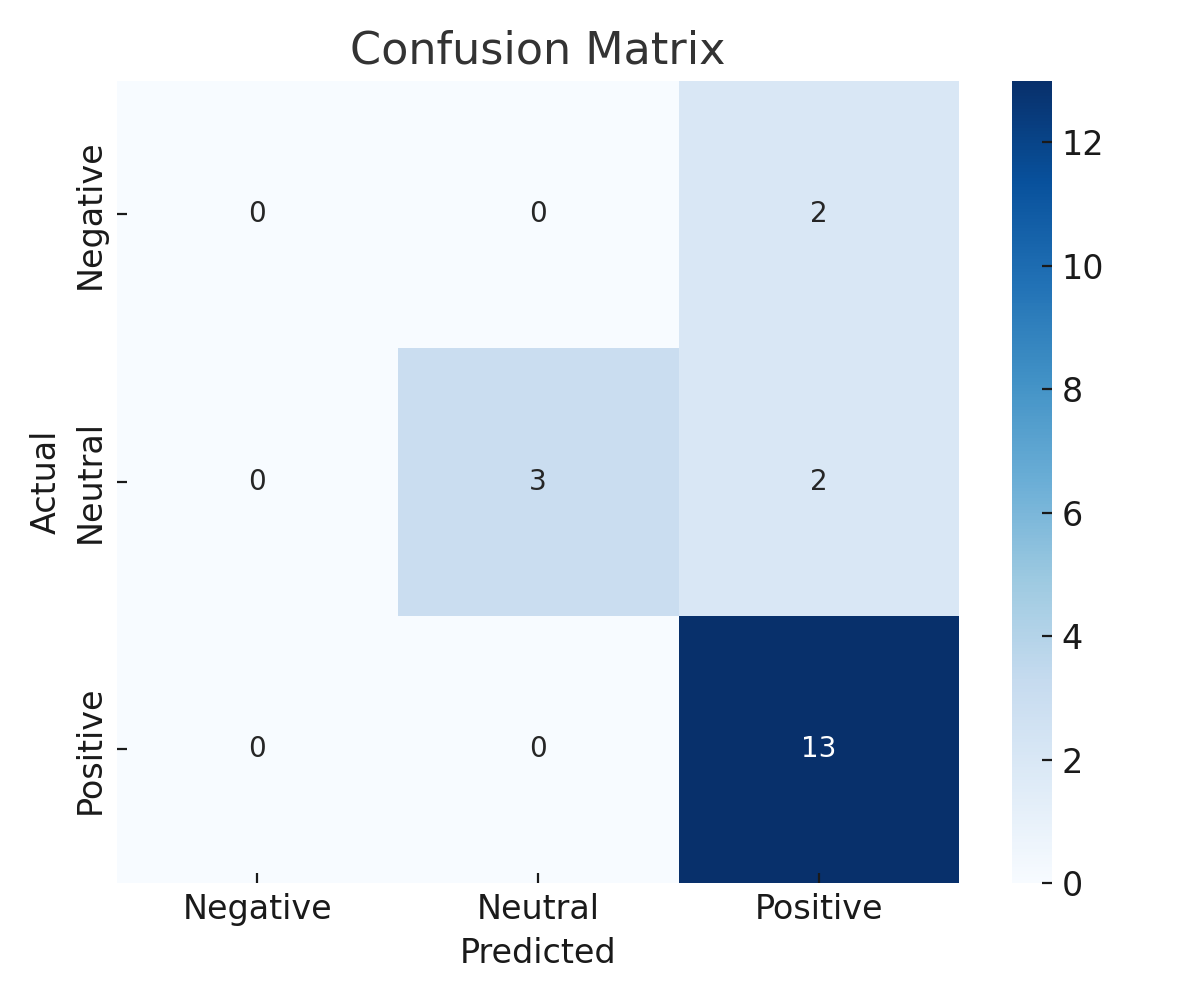 Confusion Matrix
Negative
0 0 2
Actual
Neutral
0 3 2
Positive
0 0 13
Negative Neutral Positive
Predicted
12
10
8
6
4
2
0